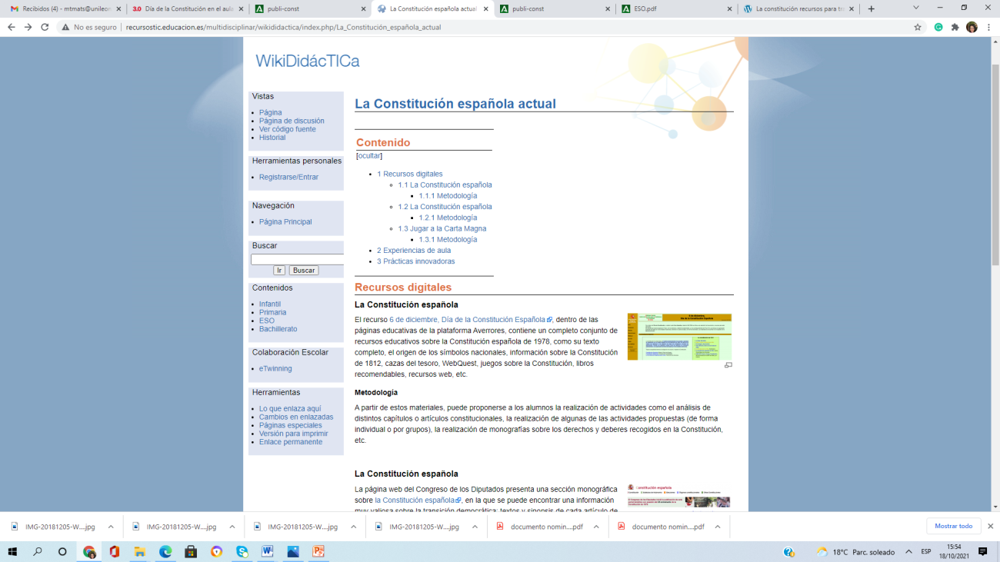 Recibidos (4) - mtmats@unileon
3.0 Día de la Constitución en el aula
publi-const
La Constitución española actual
publi-const
ESO.pdf
La constitución recursos para tra
No es seguro | recursostic.educacion.es/multidisciplinar/wikididactica/index.php/La_Constitución_española_actual
WikiDidácTICa
Vistas
Página
Página de discusión
Ver código fuente
Historial
Herramientas personales
Registrarse/Entrar
Navegación
Página Principal
Buscar
Ir Buscar
Contenidos
Infantil
Primaria
ESO
Bachillerato
Colaboración Escolar
eTwinning
Herramientas
Lo que enlaza aquí
Cambios en enlazadas
Páginas especiales
Versión para imprimir
Enlace permanente
La Constitución española actual
Contenido
[ocultar]
1 Recursos digitales
1.1 La Constitución española
1.1.1 Metodología
1.2 La Constitución española
1.2.1 Metodología
1.3 Jugar a la Carta Magna
1.3.1 Metodología
2 Experiencias de aula
3 Prácticas innovadoras
Recursos digitales
La Constitución española
El recurso 6 de diciembre, Día de la Constitución Española, dentro de las
páginas educativas de la plataforma Averrores, contiene un completo conjunto de
recursos educativos sobre la Constitución española de 1978, como su texto
completo, el origen de los símbolos nacionales, información sobre la Constitución
de 1812, cazas del tesoro, WebQuest, juegos sobre la Constitución, libros
recomendables, recursos web, etc.
Metodología
A partir de estos materiales, puede proponerse a los alumnos la realización de actividades como el análisis de
distintos capítulos o artículos constitucionales, la realización de algunas de las actividades propuestas (de forma
individual o por grupos), la realización de monografías sobre los derechos y deberes recogidos en la Constitución,
etc.
La Constitución española
La página web del Congreso de los Diputados presenta una sección monográfica
sobre la Constitución española, en la que se puede encontrar una información
muy valiosa sobre la transición democrática: textos y sinopsis de cada artículo de
Constitución española
IMG-20181205-W....jpg
IMG-20181205-W....jpg
IMG-20181205-W....jpg
IMG-20181205-W....jpg
documento nomin....pdf
documento nomin....pdf
Mostrar todo
18°C Parc. soleado
ESP
15:54
18/10/2021